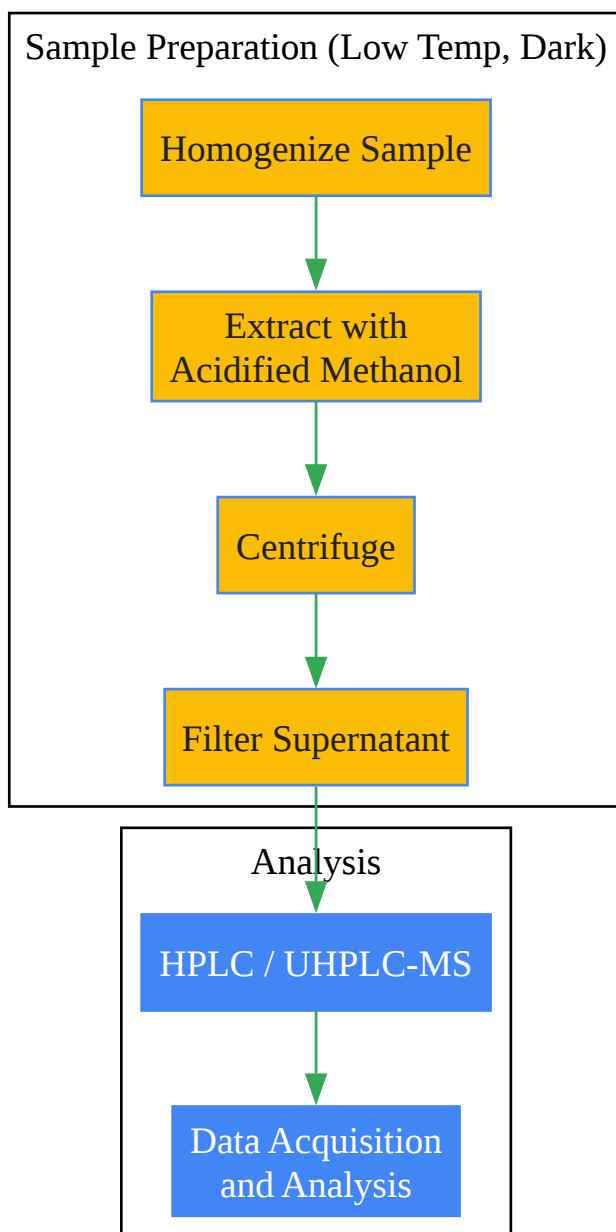 Sample Preparation (Low Temp, Dark)
Homogenize Sample
Extract with
Acidified Methanol
Centrifuge
Filter Supernatant
Analysis
HPLC / UHPLC-MS
Data Acquisition
and Analysis